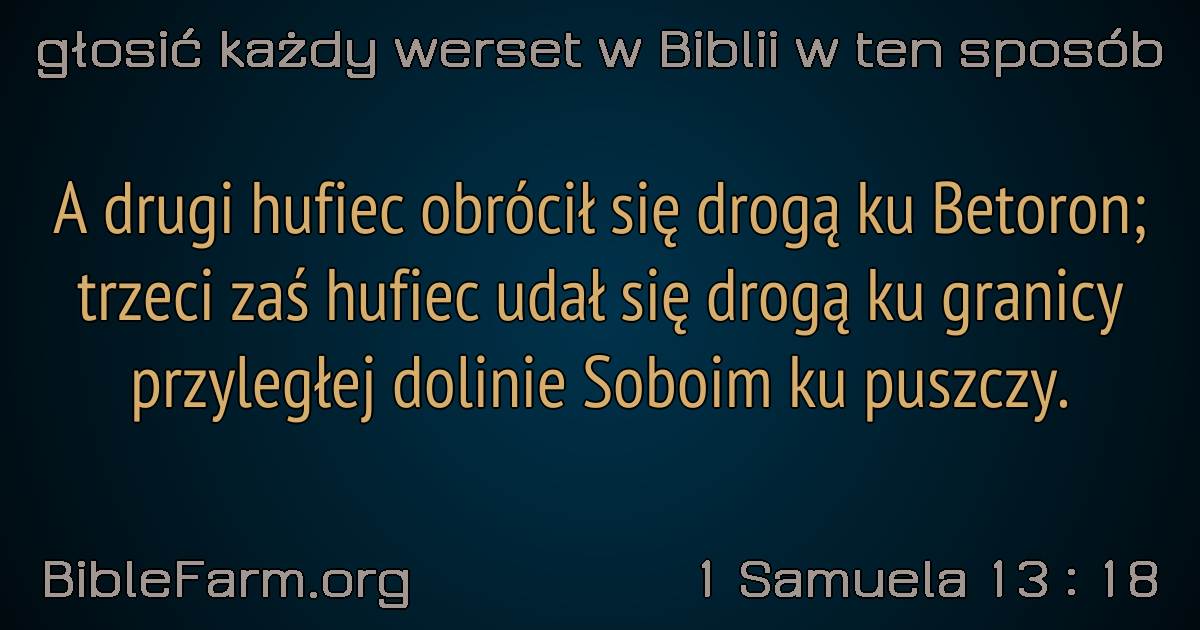 głosić każdy werset w Biblii w ten sposób
A drugi hufiec obrócił się drogą ku Betoron;
trzeci zaś hufiec udał się drogą ku granicy
przyległej dolinie Soboim ku puszczy.
BibleFarm.org
1 Samuela 13 : 18